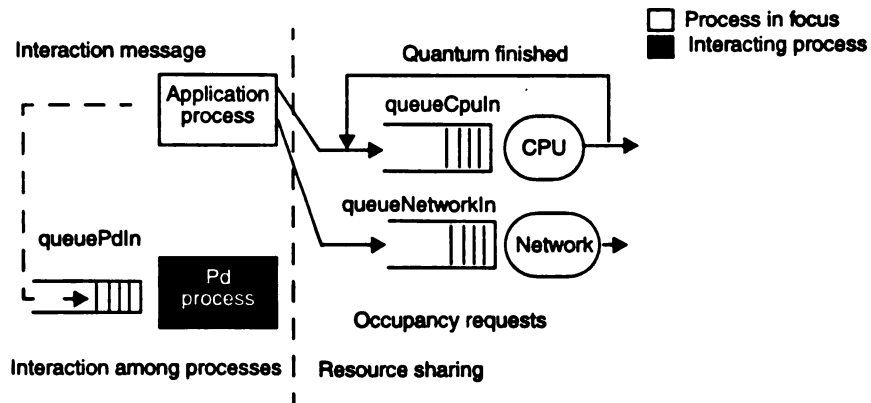 Process in focus
Interacting process
Interaction message
Quantum finished
Application
process
queueCpuIn
CPU
queueNetworkIn
Network
queuePdIn
Pd
process
Occupancy requests
Interaction among processes
Resource sharing